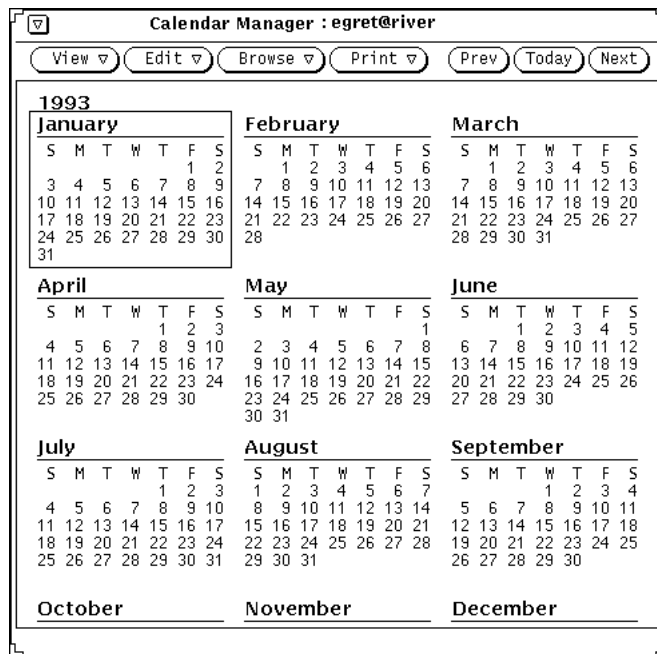 Calendar Manager : egret@river
View Edit Browse Print Prev Today Next
1993
January
S M T W T F S
1 2
3 4 5 6 7 8 9
10 11 12 13 14 15 16
17 18 19 20 21 22 23
24 25 26 27 28 29 30
31
February
S M T W T F S
1 2 3 4 5 6
7 8 9 10 11 12 13
14 15 16 17 18 19 20
21 22 23 24 25 26 27
28
March
S M T W T F S
1 2 3 4 5 6
7 8 9 10 11 12 13
14 15 16 17 18 19 20
21 22 23 24 25 26 27
28 29 30 31
April
S M T W T F S
1 2 3
4 5 6 7 8 9 10
11 12 13 14 15 16 17
18 19 20 21 22 23 24
25 26 27 28 29 30
May
S M T W T F S
1
2 3 4 5 6 7 8
9 10 11 12 13 14 15
16 17 18 19 20 21 22
23 24 25 26 27 28 29
30 31
June
S M T W T F S
1 2 3 4 5
6 7 8 9 10 11 12
13 14 15 16 17 18 19
20 21 22 23 24 25 26
27 28 29 30
July
S M T W T F S
1 2 3
4 5 6 7 8 9 10
11 12 13 14 15 16 17
18 19 20 21 22 23 24
25 26 27 28 29 30 31
August
S M T W T F S
1 2 3 4 5 6 7
8 9 10 11 12 13 14
15 16 17 18 19 20 21
22 23 24 25 26 27 28
29 30 31
September
S M T W T F S
1 2 3 4
5 6 7 8 9 10 11
12 13 14 15 16 17 18
19 20 21 22 23 24 25
26 27 28 29 30
October
November
December